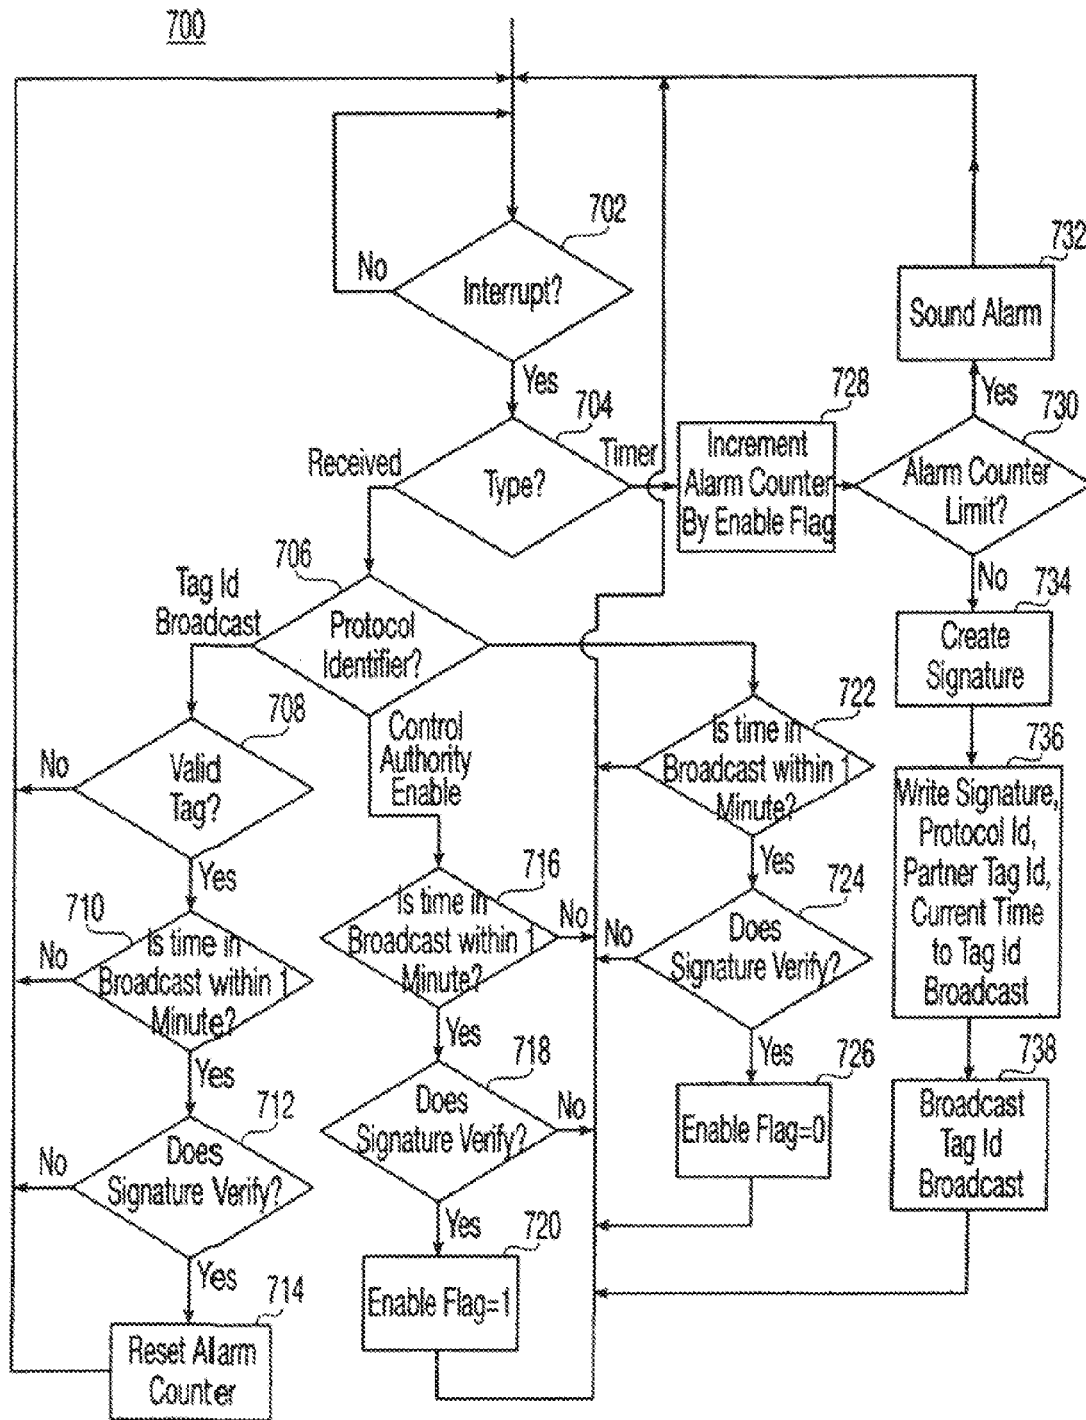 700
702
No
Interrupt?
Yes
732
Sound Alarm
Yes
704
728
730
Received
Type?
Timer
Increment
Alarm Counter
By Enable Flag
Alarm Counter
Limit?
No
706
Tag Id
Broadcast
Protocol
Identifier?
734
Create
Signature
708
No
Valid
Tag?
Yes
Control
Authority
Enable
722
Is time in
Broadcast within 1
Minute?
Yes
736
Write Signature,
Protocol Id,
Partner Tag Id,
Current Time
to Tag Id
Broadcast
710
No
Is time in
Broadcast within 1
Minute?
Yes
716
Is time in
Broadcast within 1
Minute?
No
Yes
724
No
Does
Signature Verify?
Yes
712
No
Does
Signature Verify?
Yes
718
Does
Signature Verify?
No
Yes
726
Enable Flag=0
738
Broadcast
Tag Id
Broadcast
714
Reset Alarm
Counter
720
Enable Flag=1